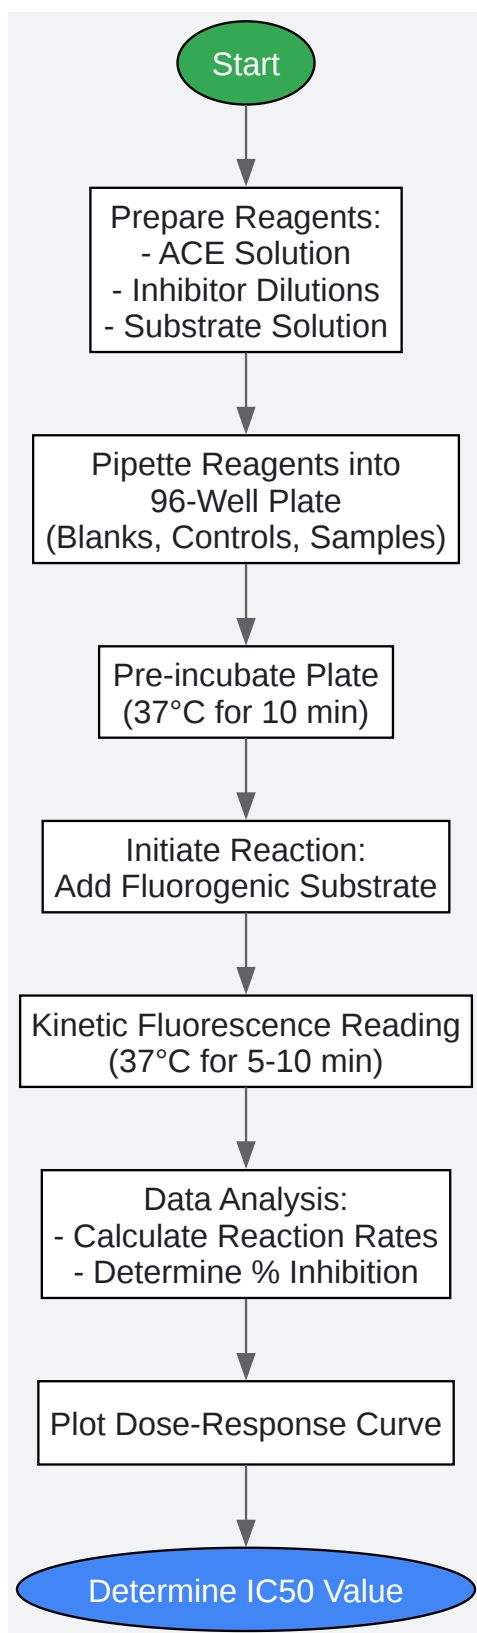 Start
Prepare Reagents:
- ACE Solution
- Inhibitor Dilutions
- Substrate Solution
Pipette Reagents into
96-Well Plate
(Blanks, Controls, Samples)
Pre-incubate Plate
(37°C for 10 min)
Initiate Reaction:
Add Fluorogenic Substrate
Kinetic Fluorescence Reading
(37°C for 5-10 min)
Data Analysis:
- Calculate Reaction Rates
- Determine % Inhibition
Plot Dose-Response Curve
Determine IC50 Value